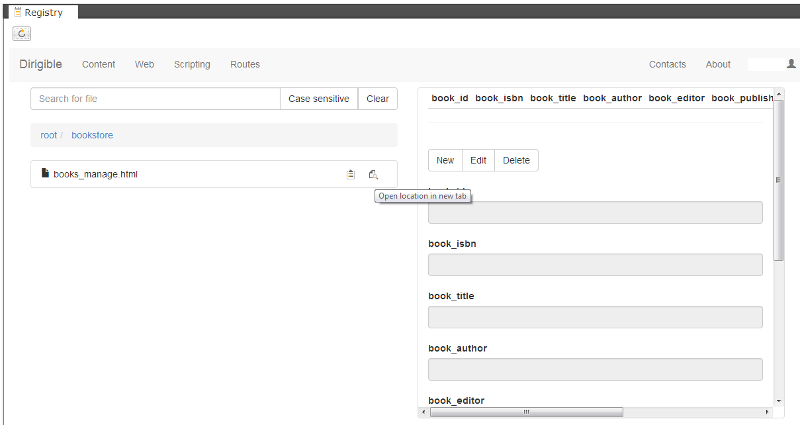 Registry
Dirigible Content Web Scripting Routes Contacts About
Search for file Case sensitive Clear
root / bookstore
books_manage.html
Open location in new tab
book_id book_isbn book_title book_author book_editor book_publish
New Edit Delete
book_isbn
book_title
book_author
book_editor